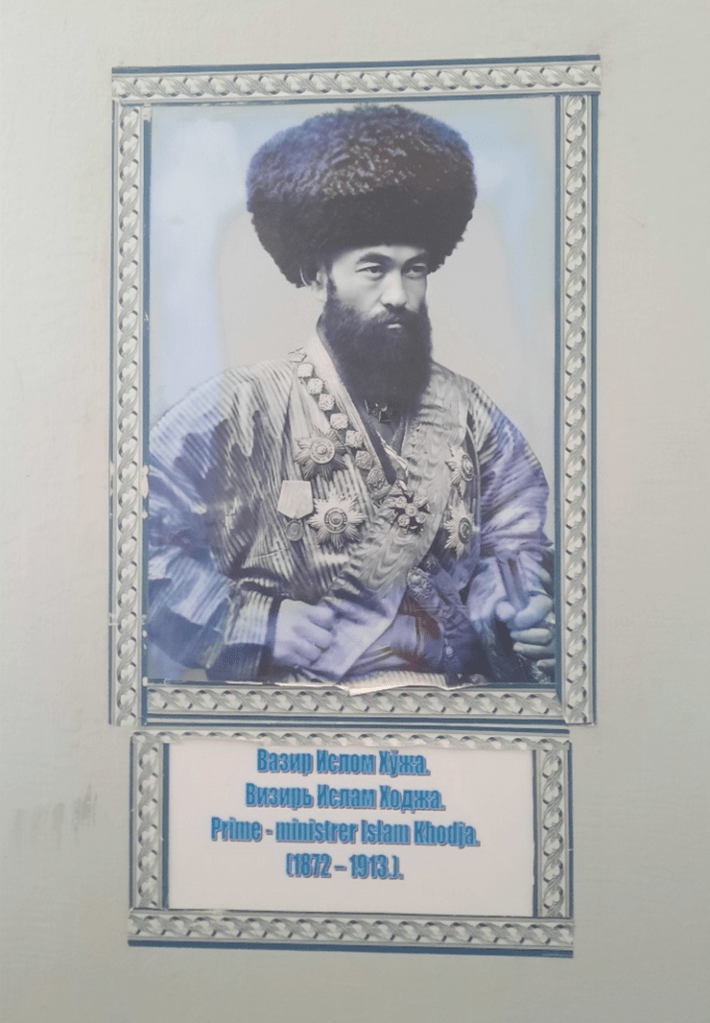 Вазир Ислом Хўжа.
Визирь Ислам Ходжа.
Prime - ministrer Islam Khodja.
(1872 – 1913.).